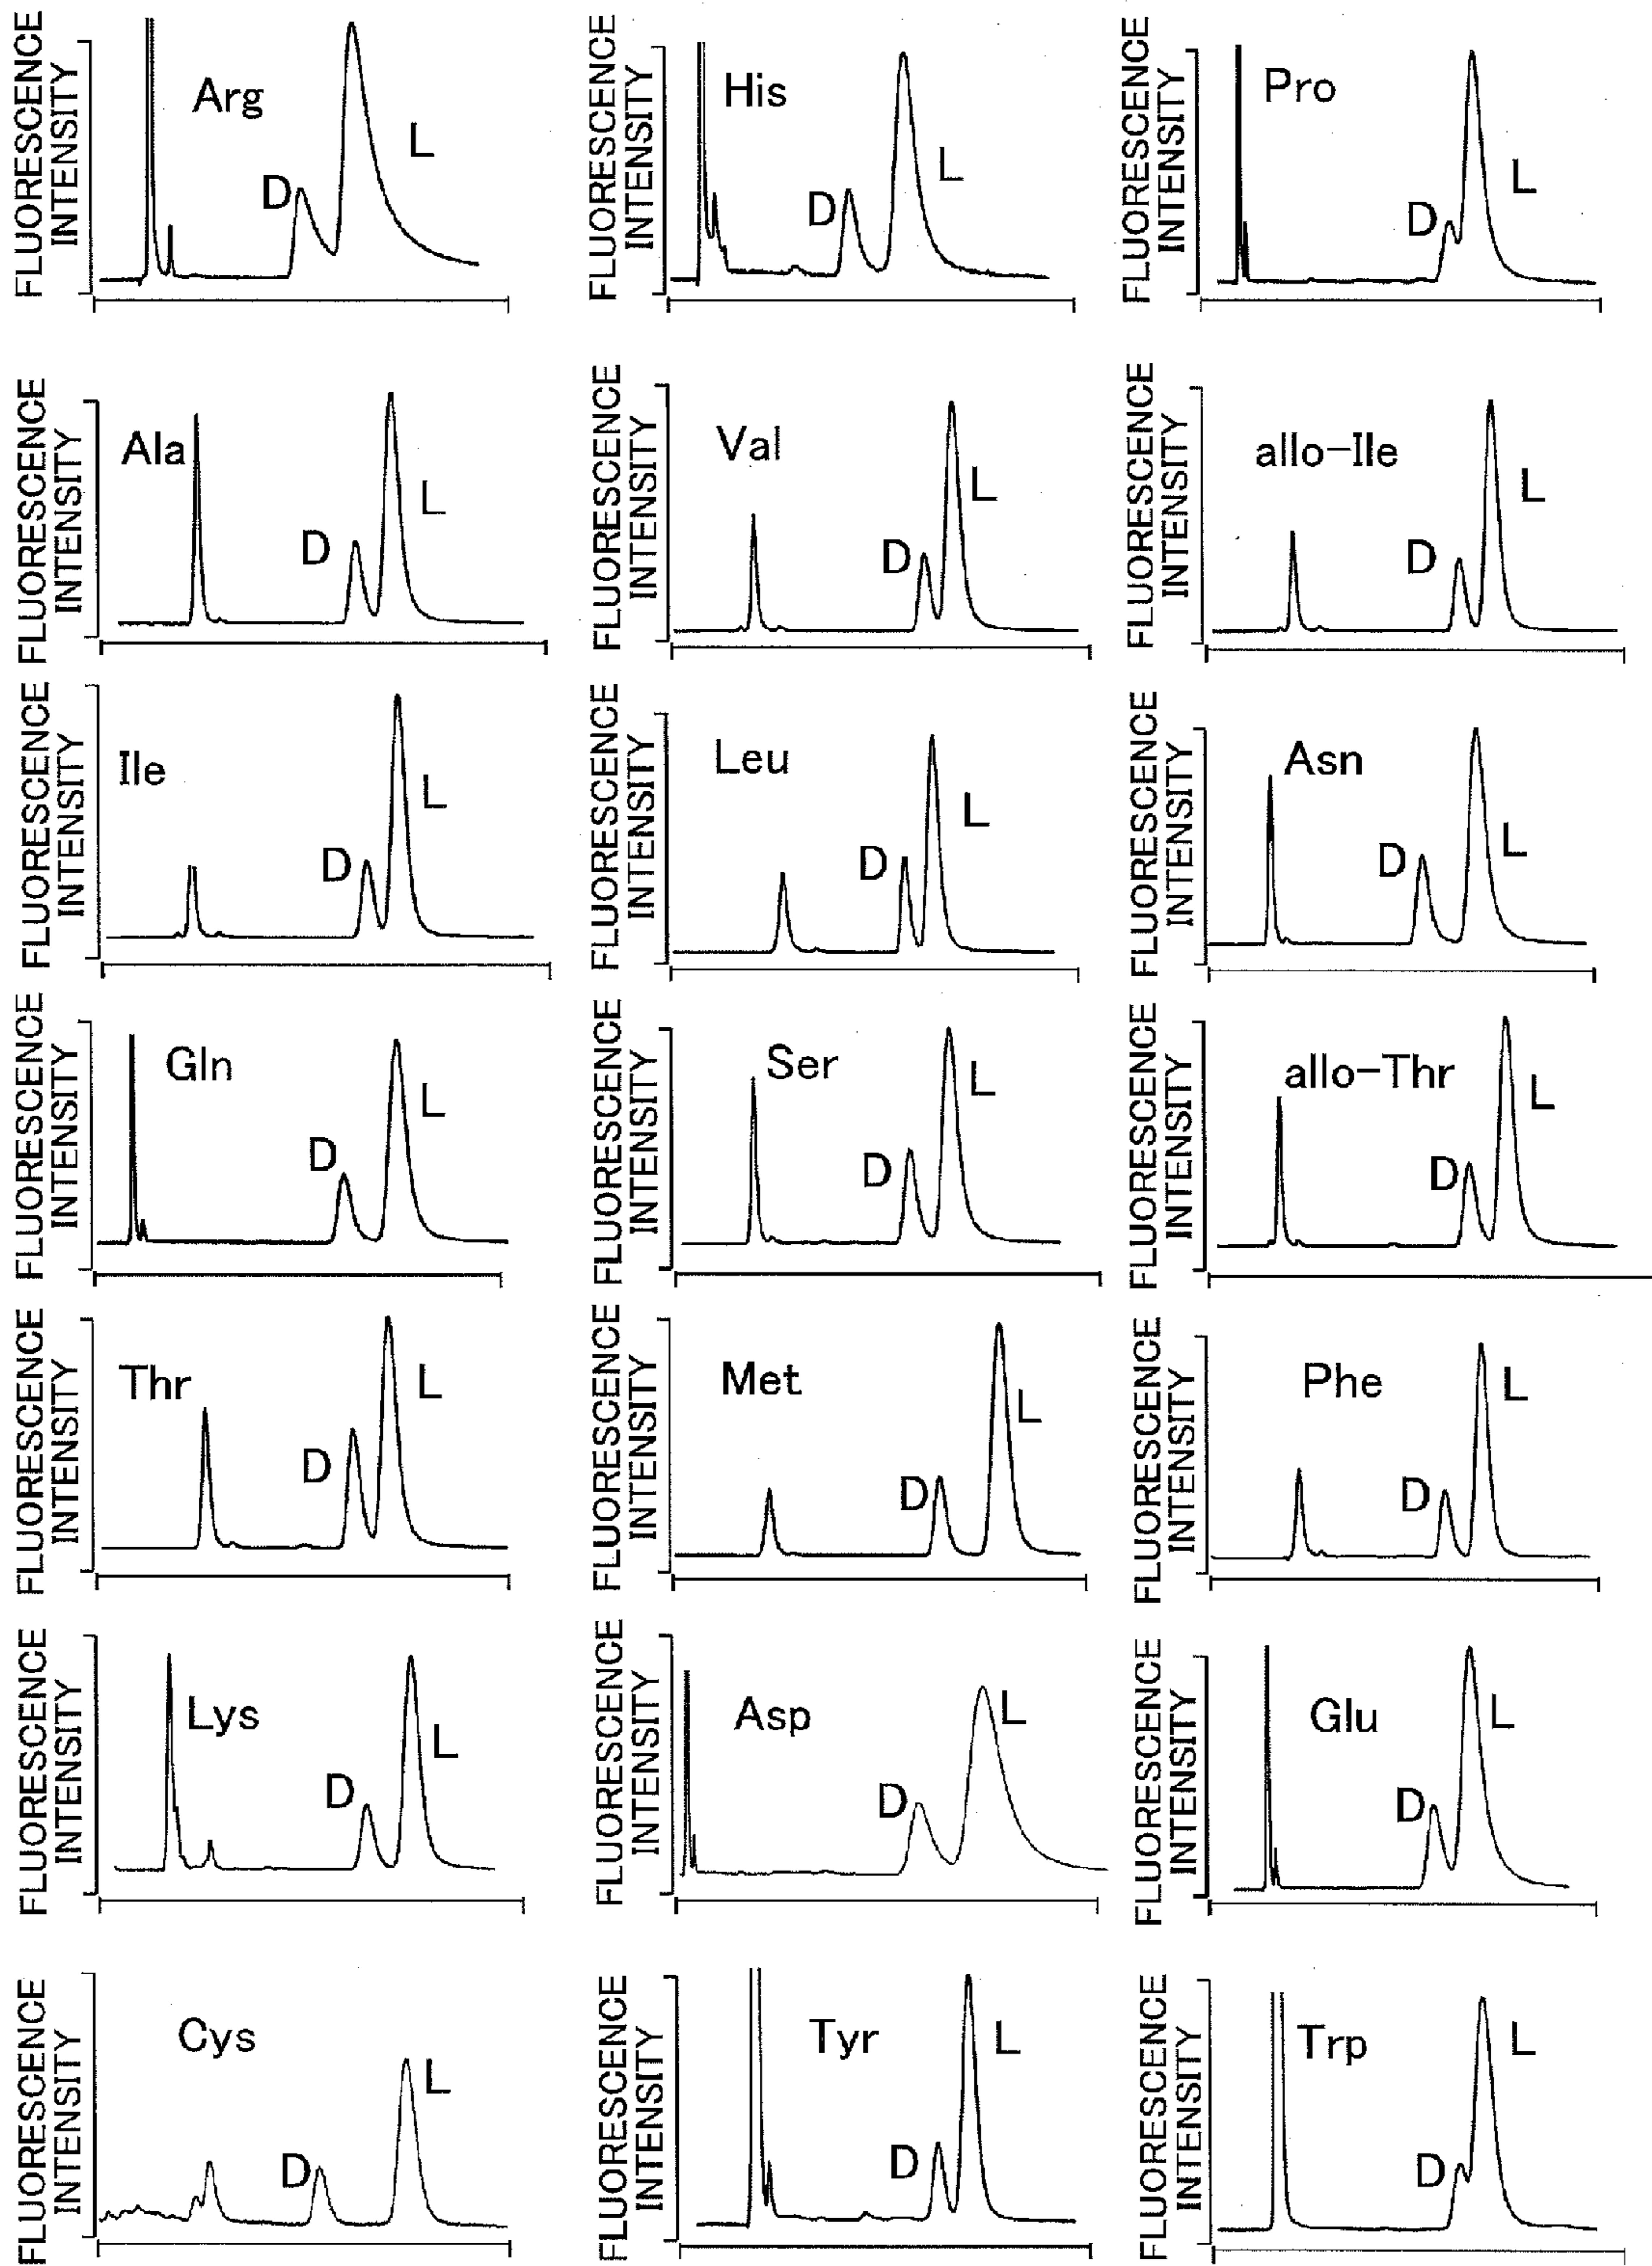 FLUORESCENCE
INTENSITY
Arg
D
L
FLUORESCENCE
INTENSITY
His
D
L
FLUORESCENCE
INTENSITY
Pro
D
L
FLUORESCENCE
INTENSITY
Ala
D
L
FLUORESCENCE
INTENSITY
Val
D
L
FLUORESCENCE
INTENSITY
allo-Ile
D
L
FLUORESCENCE
INTENSITY
Ile
D
L
FLUORESCENCE
INTENSITY
Leu
D
L
FLUORESCENCE
INTENSITY
Asn
D
L
FLUORESCENCE
INTENSITY
Gln
D
L
FLUORESCENCE
INTENSITY
Ser
D
L
FLUORESCENCE
INTENSITY
allo-Thr
D
L
FLUORESCENCE
INTENSITY
Thr
D
L
FLUORESCENCE
INTENSITY
Met
D
L
FLUORESCENCE
INTENSITY
Phe
D
L
FLUORESCENCE
INTENSITY
Lys
D
L
FLUORESCENCE
INTENSITY
Asp
D
L
FLUORESCENCE
INTENSITY
Glu
D
L
FLUORESCENCE
INTENSITY
Cys
D
L
FLUORESCENCE
INTENSITY
Tyr
D
L
FLUORESCENCE
INTENSITY
Trp
D
L